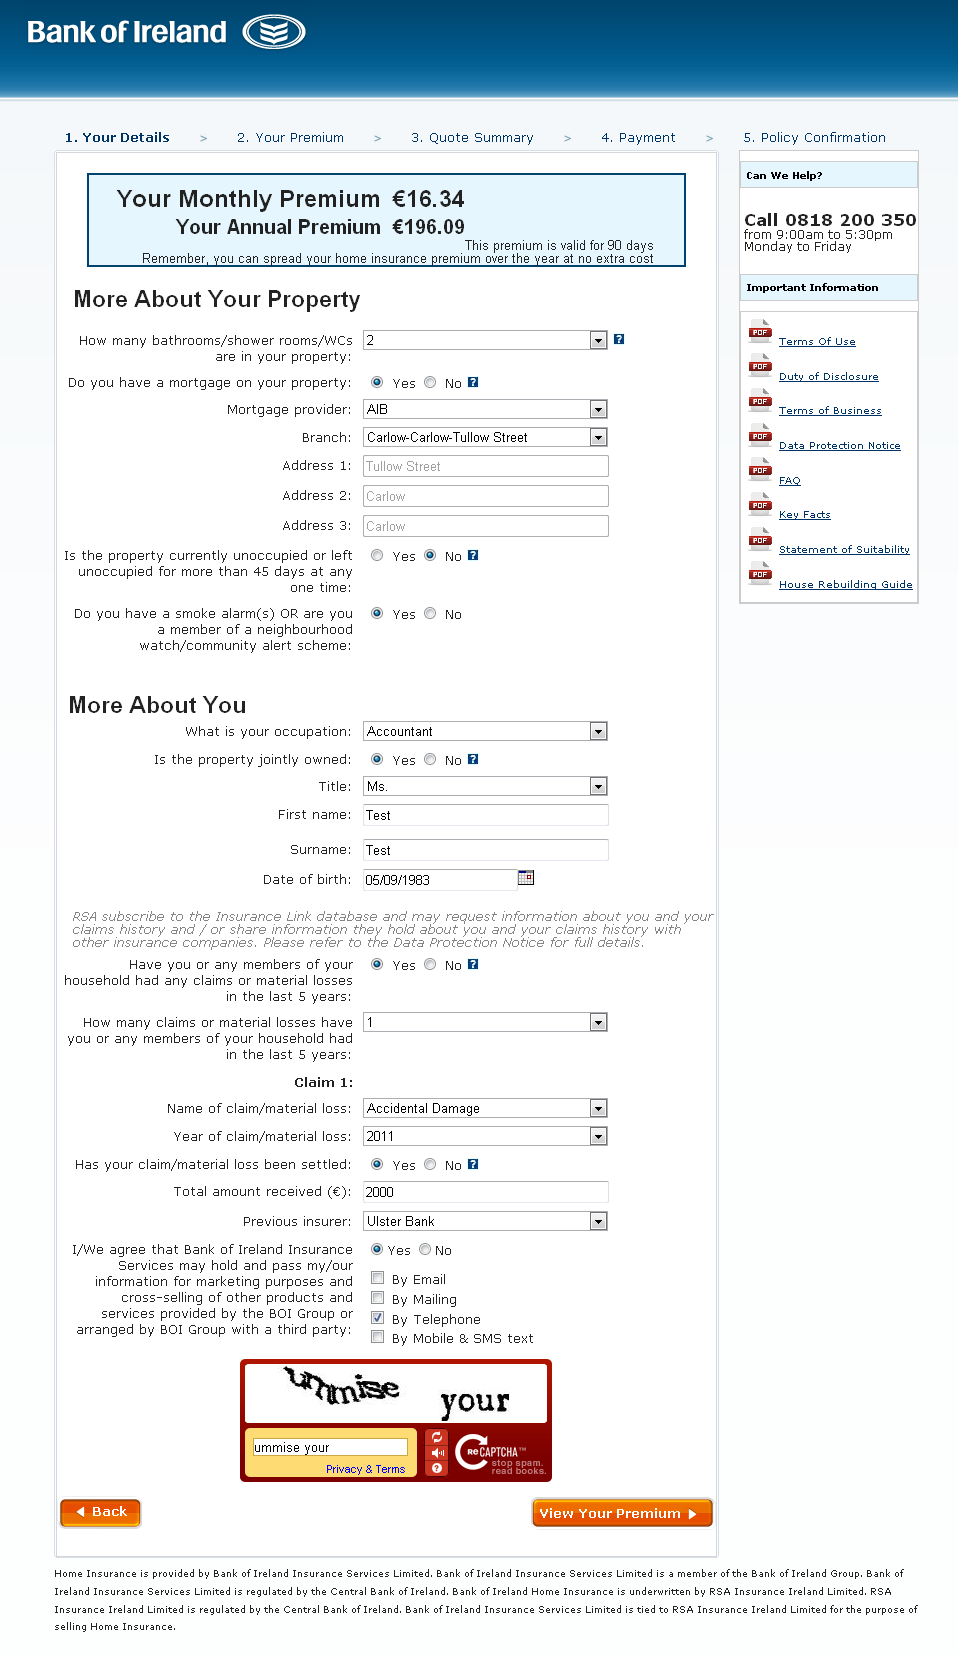 Bank of Ireland
1. Your Details > 2. Your Premium > 3. Quote Summary > 4. Payment > 5. Policy Confirmation
Your Monthly Premium €16.34
Your Annual Premium €196.09
This premium is valid for 90 days
Remember, you can spread your home insurance premium over the year at no extra cost
More About Your Property
How many bathrooms/shower rooms/WCs 2 ?
are in your property:
Do you have a mortgage on your property: Yes No ?
Mortgage provider: AIB
Branch: Carlow-Carlow-Tullow Street
Address 1: Tullow Street
Address 2: Carlow
Address 3: Carlow
Is the property currently unoccupied or left Yes No ?
unoccupied for more than 45 days at any
one time:
Do you have a smoke alarm(s) OR are you Yes No
a member of a neighbourhood
watch/community alert scheme:
More About You
What is your occupation: Accountant
Is the property jointly owned: Yes No ?
Title: Ms.
First name: Test
Surname: Test
Date of birth: 05/09/1983
RSA subscribe to the Insurance Link database and may request information about you and your
claims history and / or share information they hold about you and your claims history with
other insurance companies. Please refer to the Data Protection Notice for full details.
Have you or any members of your Yes No ?
household had any claims or material losses
in the last 5 years:
How many claims or material losses have 1
you or any members of your household had
in the last 5 years:
Claim 1:
Name of claim/material loss: Accidental Damage
Year of claim/material loss: 2011
Has your claim/material loss been settled: Yes No ?
Total amount received (€): 2000
Previous insurer: Ulster Bank
I/We agree that Bank of Ireland Insurance Yes No
Services may hold and pass my/our
information for marketing purposes and
cross-selling of other products and
services provided by the BOI Group or
arranged by BOI Group with a third party:
By Email
By Mailing
By Telephone
By Mobile & SMS text
your
ummise your
Privacy & Terms
?
reCAPTCHA™
stop spam.
read books.
Back
View Your Premium
Can We Help?
Call 0818 200 350
from 9:00am to 5:30pm
Monday to Friday
Important Information
PDF Terms Of Use
PDF Duty of Disclosure
PDF Terms of Business
PDF Data Protection Notice
PDF FAQ
PDF Key Facts
PDF Statement of Suitability
PDF House Rebuilding Guide
Home Insurance is provided by Bank of Ireland Insurance Services Limited. Bank of Ireland Insurance Services Limited is a member of the Bank of Ireland Group. Bank of
Ireland Insurance Services Limited is regulated by the Central Bank of Ireland. Bank of Ireland Home Insurance is underwritten by RSA Insurance Ireland Limited. RSA
Insurance Ireland Limited is regulated by the Central Bank of Ireland. Bank of Ireland Insurance Services Limited is tied to RSA Insurance Ireland Limited for the purpose of
selling Home Insurance.